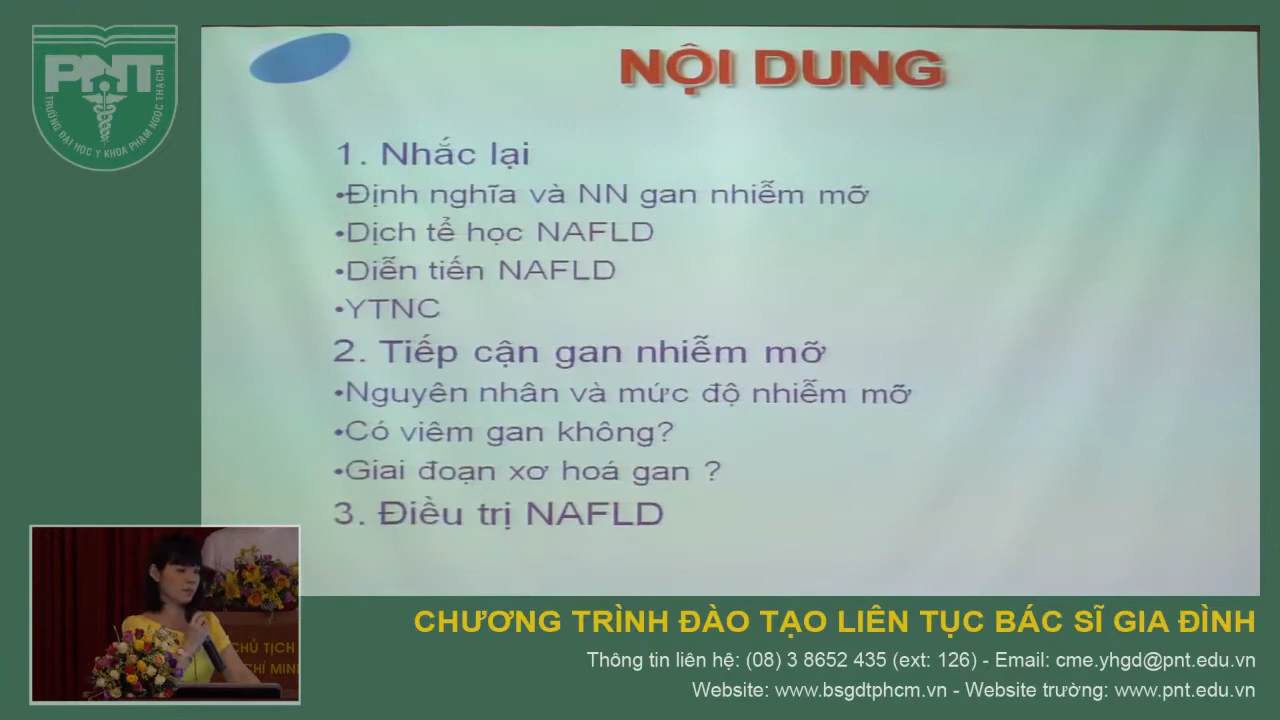 PNT
TRƯỜNG ĐẠI HỌC Y KHOA PHẠM NGỌC THẠCH
NỘI DUNG
1. Nhắc lại
•Định nghĩa và NN gan nhiễm mỡ
•Dịch tể học NAFLD
•Diễn tiến NAFLD
•YTNC
2. Tiếp cận gan nhiễm mỡ
•Nguyên nhân và mức độ nhiễm mỡ
•Có viêm gan không?
•Giai đoạn xơ hoá gan ?
3. Điều trị NAFLD
CHỦ TỊCH
CHÍ MINH
CHƯƠNG TRÌNH ĐÀO TẠO LIÊN TỤC BÁC SĨ GIA ĐÌNH
Thông tin liên hệ: (08) 3 8652 435 (ext: 126) - Email: cme.yhgd@pnt.edu.vn
Website: www.bsgdtphcm.vn - Website trường: www.pnt.edu.vn